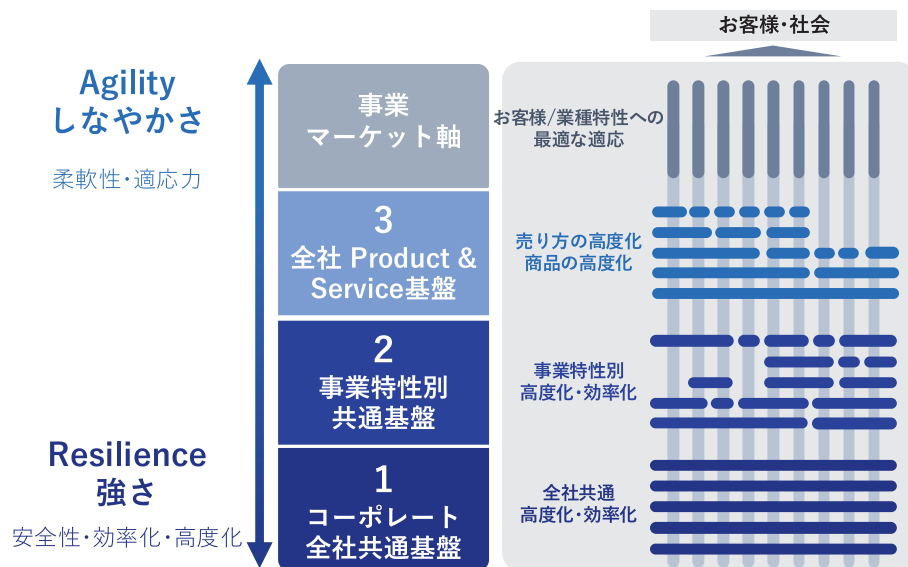 お客様・社会
Agility
しなやかさ
柔軟性・適応力
事業
マーケット軸
お客様/業種特性への
最適な適応
3
全社 Product &
Service基盤
売り方の高度化
商品の高度化
2
事業特性別
共通基盤
事業特性別
高度化・効率化
Resilience
強さ
安全性・効率化・高度化
1
コーポレート
全社共通基盤
全社共通
高度化・効率化